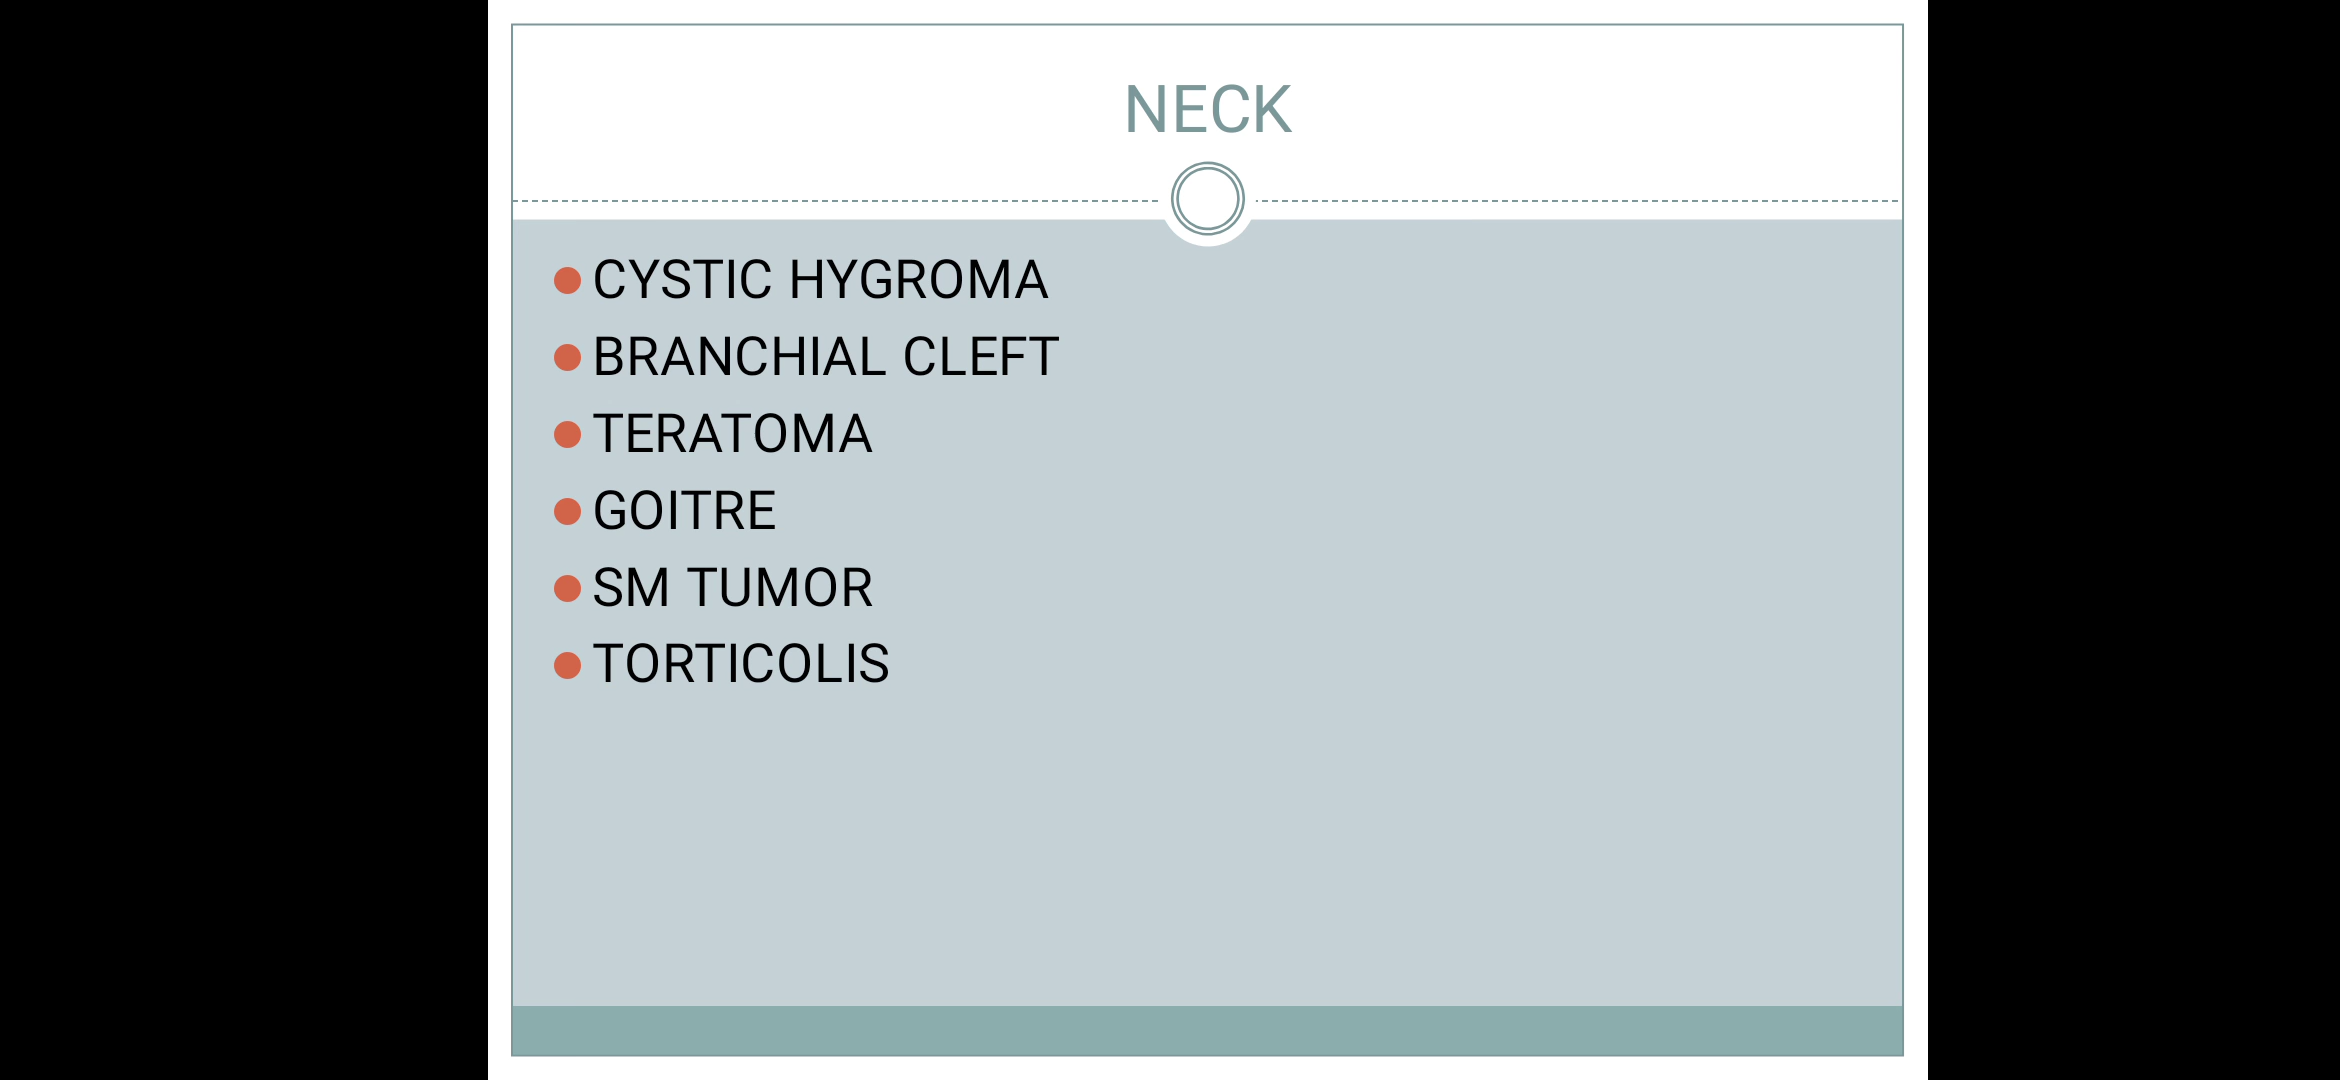 NECK
CYSTIC HYGROMA
BRANCHIAL CLEFT
TERATOMA
GOITRE
SM TUMOR
TORTICOLIS